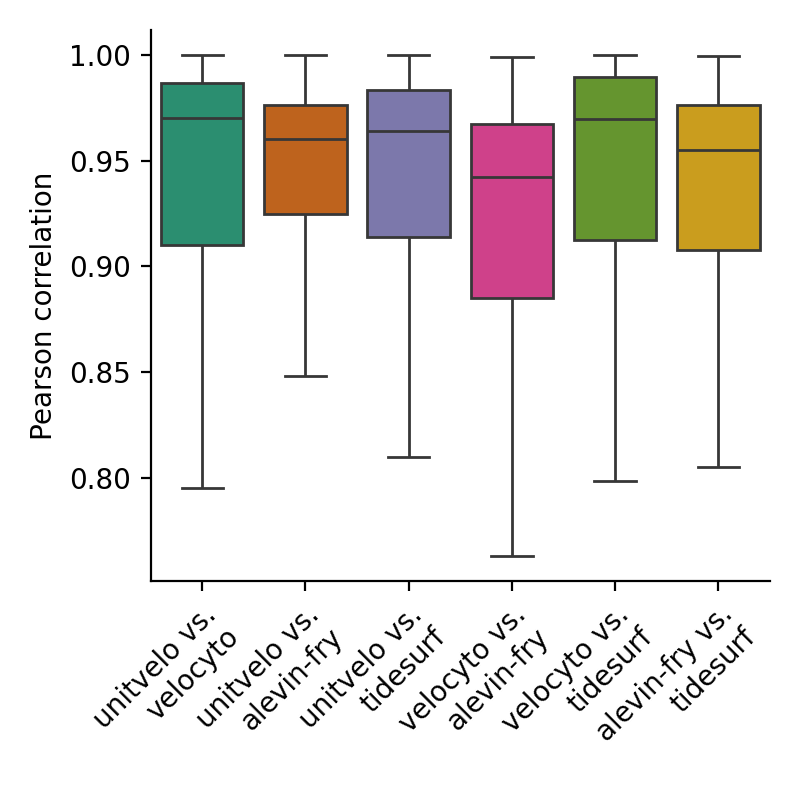 1.00
0.95
0.90
0.85
0.80
Pearson correlation
unitvelo vs.
velocyto
unitvelo vs.
alevin-fry
unitvelo vs.
tidesurf
velocyto vs.
alevin-fry
velocyto vs.
tidesurf
alevin-fry vs.
tidesurf